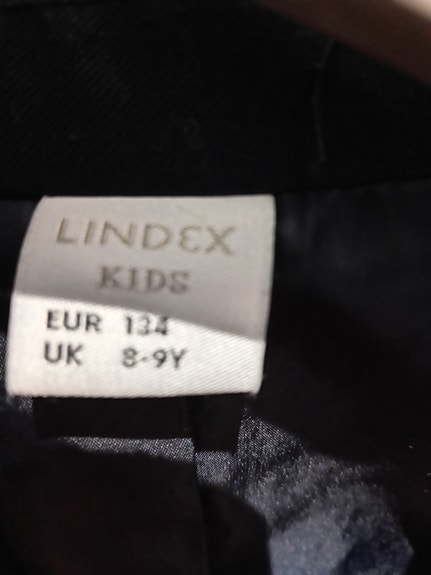 LINDEX
KIDS
EUR 134
UK 8-9Y